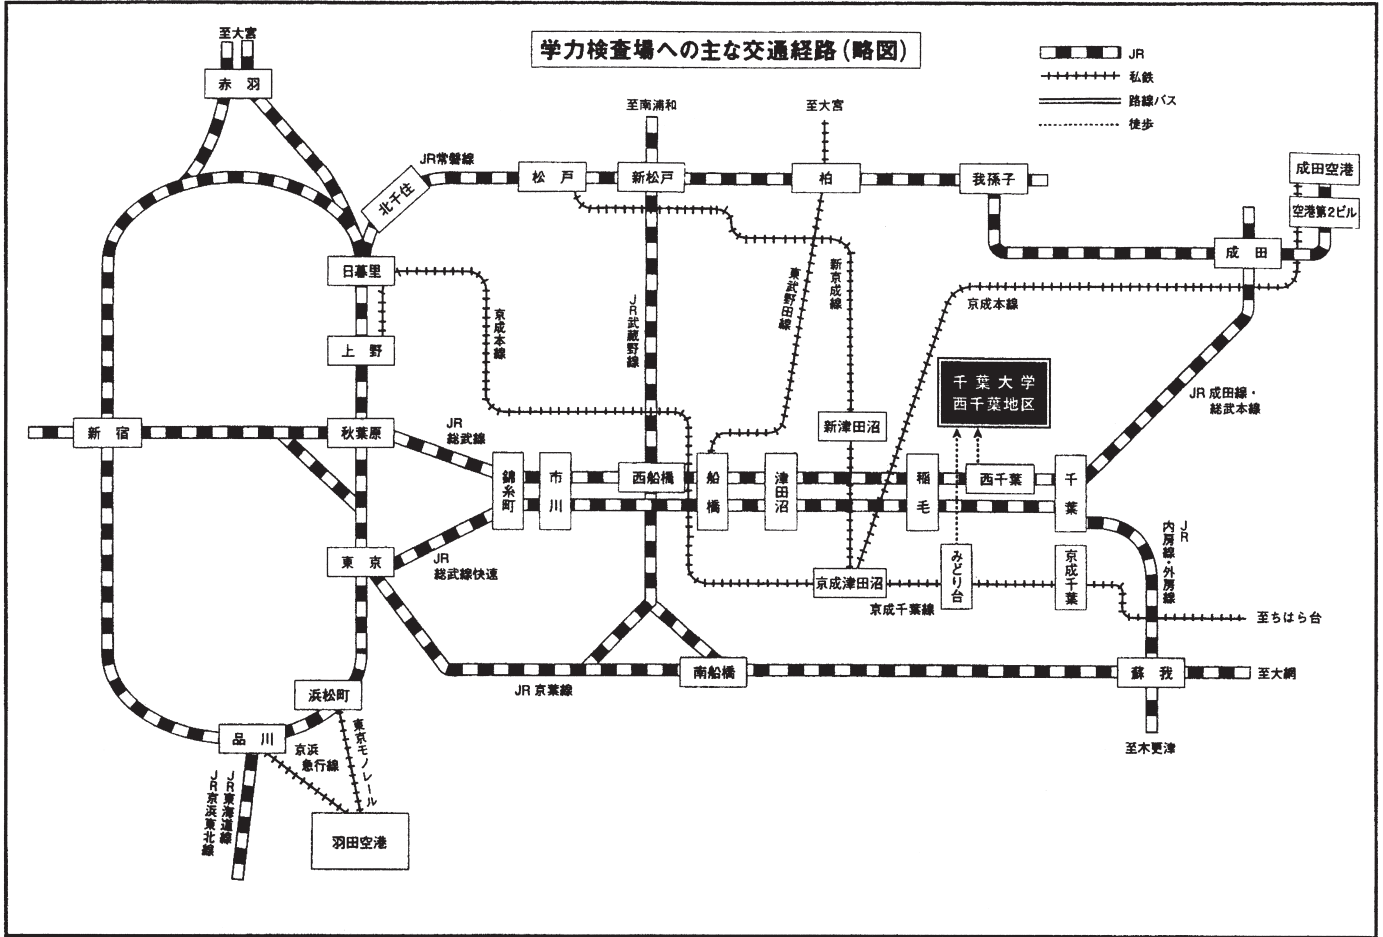 学力検査場への主な交通経路(略図)
JR
私鉄
路線バス
徒歩
至大宮
赤羽
至南浦和
至大宮
JR常磐線
北千住
松戸
新松戸
柏
我孫子
成田空港
空港第2ビル
成田
日暮里
上野
京成本線
JR武蔵野線
東武野田線
新京成線
京成本線
JR成田線・
総武本線
千葉大学
西千葉地区
新宿
秋葉原
JR
総武線
錦糸町
市川
西船橋
船橋
津田沼
新津田沼
稲毛
西千葉
千葉
東京
JR
総武線快速
京成津田沼
京成千葉線
みどり台
京成千葉
JR
内房線・外房線
至ちはら台
JR京葉線
南船橋
蘇我
至大網
至木更津
浜松町
品川
京浜
急行線
東京モノレール
JR東海道線
JR京浜東北線
羽田空港